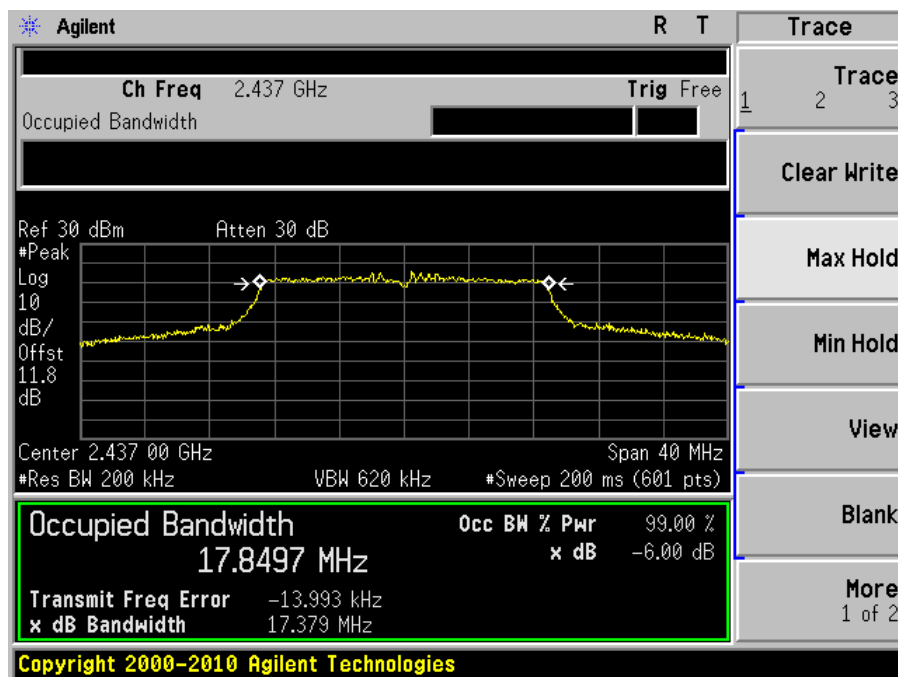 Agilent R T
Ch Freq 2.437 GHz Trig Free
Occupied Bandwidth
Ref 30 dBm Atten 30 dB
#Peak
Log
10
dB/
Offst
11.8
dB
Center 2.437 00 GHz Span 40 MHz
#Res BW 200 kHz VBW 620 kHz #Sweep 200 ms (601 pts)
Occupied Bandwidth
17.8497 MHz
Occ BW % Pwr 99.00 %
x dB -6.00 dB
Transmit Freq Error -13.993 kHz
x dB Bandwidth 17.379 MHz
Copyright 2000-2010 Agilent Technologies
Trace
Trace
1 2 3
Clear Write
Max Hold
Min Hold
View
Blank
More
1 of 2